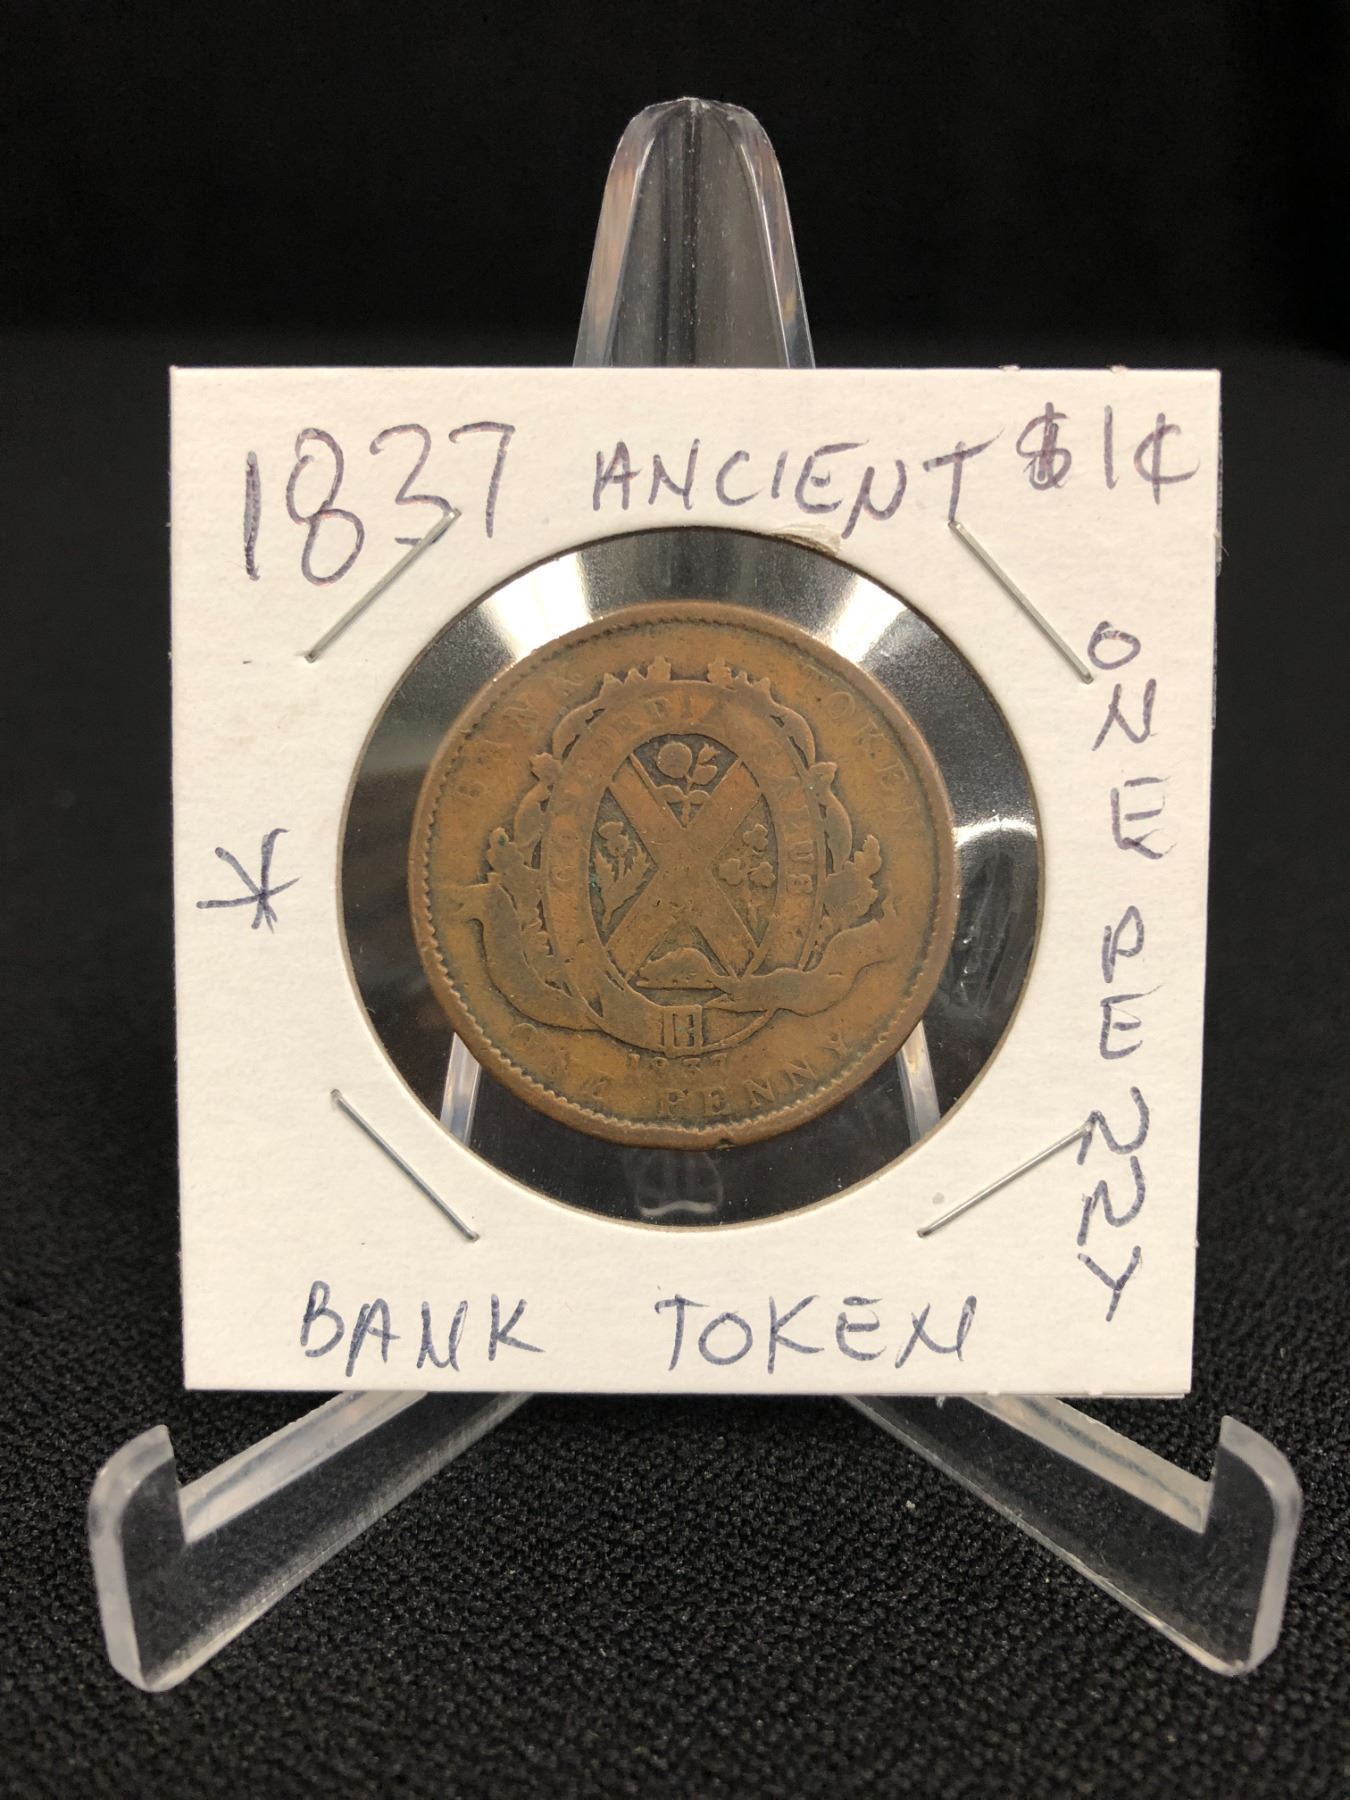 1837 ANCIENT $1¢
ONE PENNY
BANK TOKEN
BANK TOKEN
CONCORDIA SALUS
1837
ONE PENNY